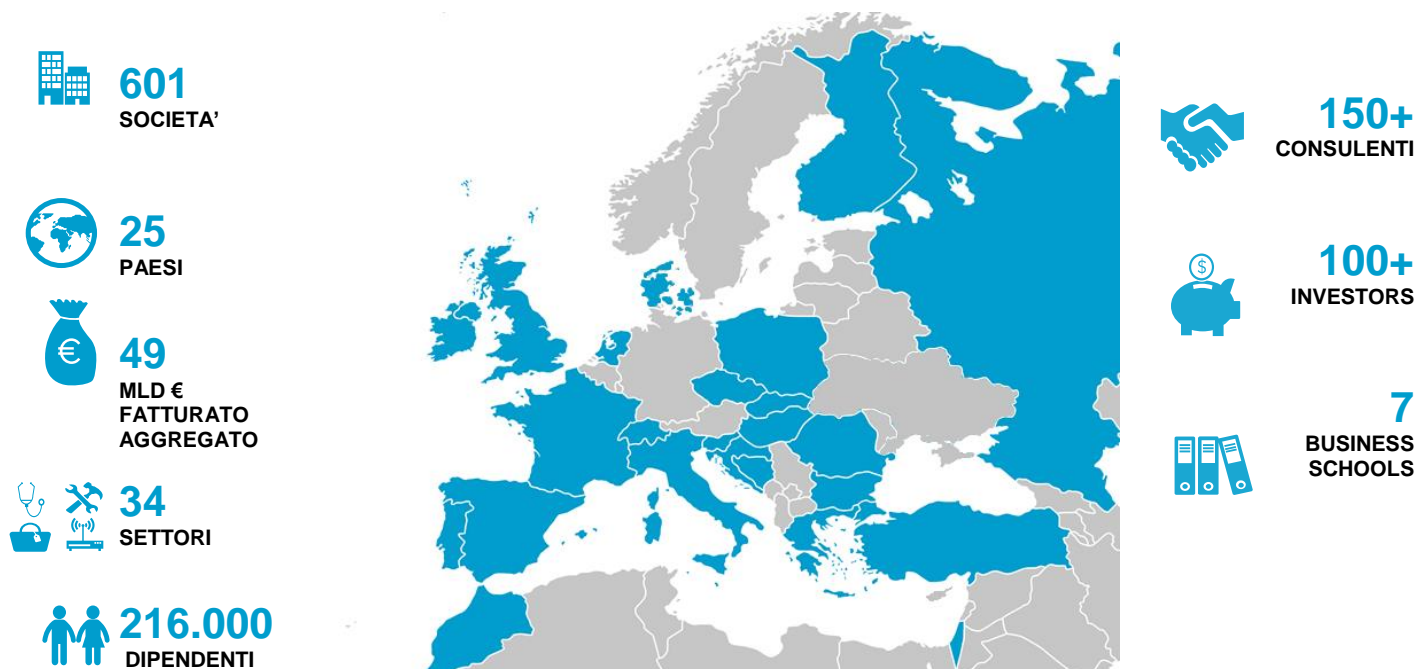 601
SOCIETA’
25
PAESI
€
49
MLD €
FATTURATO
AGGREGATO
34
SETTORI
216.000
DIPENDENTI
150+
CONSULENTI
$
100+
INVESTORS
7
BUSINESS
SCHOOLS